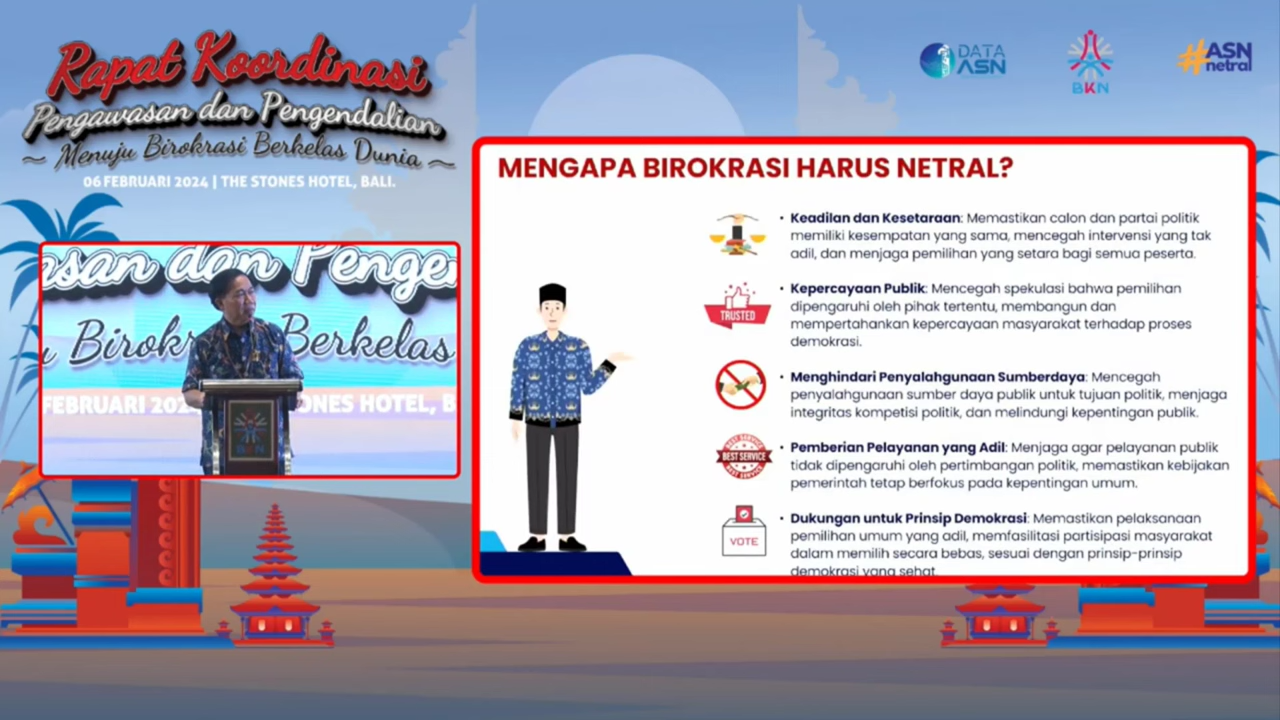 Rapat Koordinasi
Pengawasan dan Pengendalian
~ Menuju Birokrasi Berkelas Dunia ~
06 FEBRUARI 2024 | THE STONES HOTEL, BALI.
DATA
ASN
BKN
#ASN
netral
asan dan Penge
Birok Berkelas
FEBRUARI 202 ONES HOTEL, B
BKN
MENGAPA BIROKRASI HARUS NETRAL?
• Keadilan dan Kesetaraan: Memastikan calon dan partai politik
memiliki kesempatan yang sama, mencegah intervensi yang tak
adil, dan menjaga pemilihan yang setara bagi semua peserta.
TRUSTED
• Kepercayaan Publik: Mencegah spekulasi bahwa pemilihan
dipengaruhi oleh pihak tertentu, membangun dan
mempertahankan kepercayaan masyarakat terhadap proses
demokrasi.
• Menghindari Penyalahgunaan Sumberdaya: Mencegah
penyalahgunaan sumber daya publik untuk tujuan politik, menjaga
integritas kompetisi politik, dan melindungi kepentingan publik.
BEST SERVICE
BEST SERVICE
BEST SERVICE
• Pemberian Pelayanan yang Adil: Menjaga agar pelayanan publik
tidak dipengaruhi oleh pertimbangan politik, memastikan kebijakan
pemerintah tetap berfokus pada kepentingan umum.
VOTE
• Dukungan untuk Prinsip Demokrasi: Memastikan pelaksanaan
pemilihan umum yang adil, memfasilitasi partisipasi masyarakat
dalam memilih secara bebas, sesuai dengan prinsip-prinsip
demokrasi yang sehat.